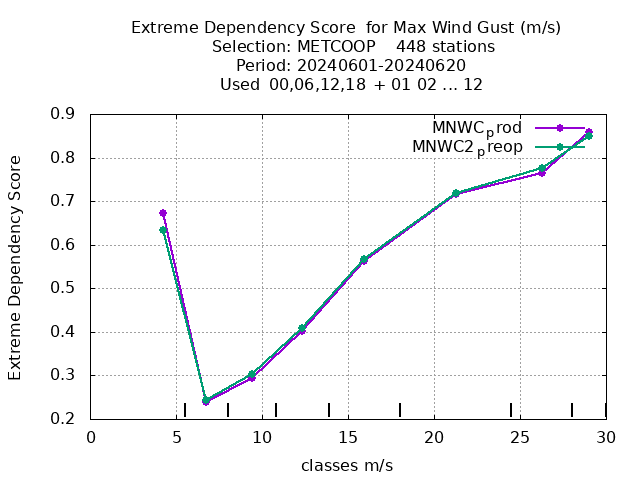 Extreme Dependency Score  for Max Wind Gust (m/s)
Selection: METCOOP    448 stations
Period: 20240601-20240620
Used  00,06,12,18  + 01 02 ... 12
MNWCprod
MNWC2preop
0.9
0.8
0.7
0.6
0.5
0.4
0.3
0.2
Extreme Dependency Score
0 5 10 15 20 25 30
classes m/s